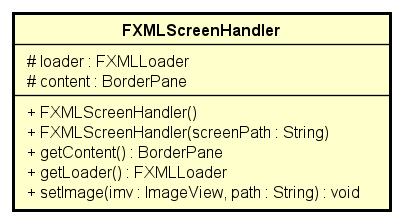 FXMLScreenHandler
# loader : FXMLLoader
# content : BorderPane
+ FXMLScreenHandler()
+ FXMLScreenHandler(screenPath : String)
+ getContent() : BorderPane
+ getLoader() : FXMLLoader
+ setImage(imv : ImageView, path : String) : void